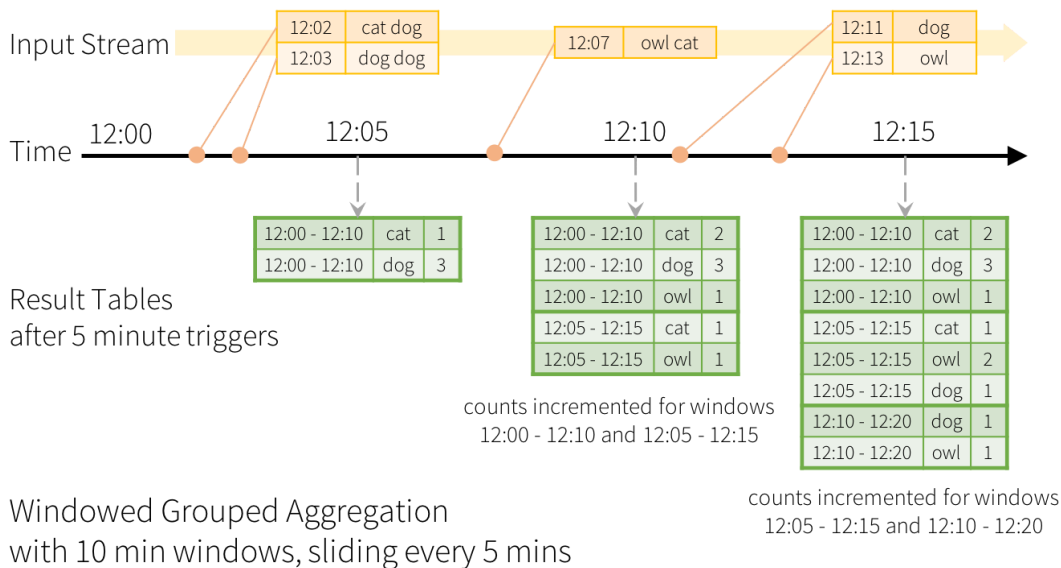 Input Stream
12:02 cat dog
12:03 dog dog
12:07 owl cat
12:11 dog
12:13 owl
Time
12:00
12:05
12:10
12:15
Result Tables
after 5 minute triggers
12:00 - 12:10 cat 1
12:00 - 12:10 dog 3
12:00 - 12:10 cat 2
12:00 - 12:10 dog 3
12:00 - 12:10 owl 1
12:05 - 12:15 cat 1
12:05 - 12:15 owl 1
counts incremented for windows
12:00 - 12:10 and 12:05 - 12:15
12:00 - 12:10 cat 2
12:00 - 12:10 dog 3
12:00 - 12:10 owl 1
12:05 - 12:15 cat 1
12:05 - 12:15 owl 2
12:05 - 12:15 dog 1
12:10 - 12:20 dog 1
12:10 - 12:20 owl 1
counts incremented for windows
12:05 - 12:15 and 12:10 - 12:20
Windowed Grouped Aggregation
with 10 min windows, sliding every 5 mins